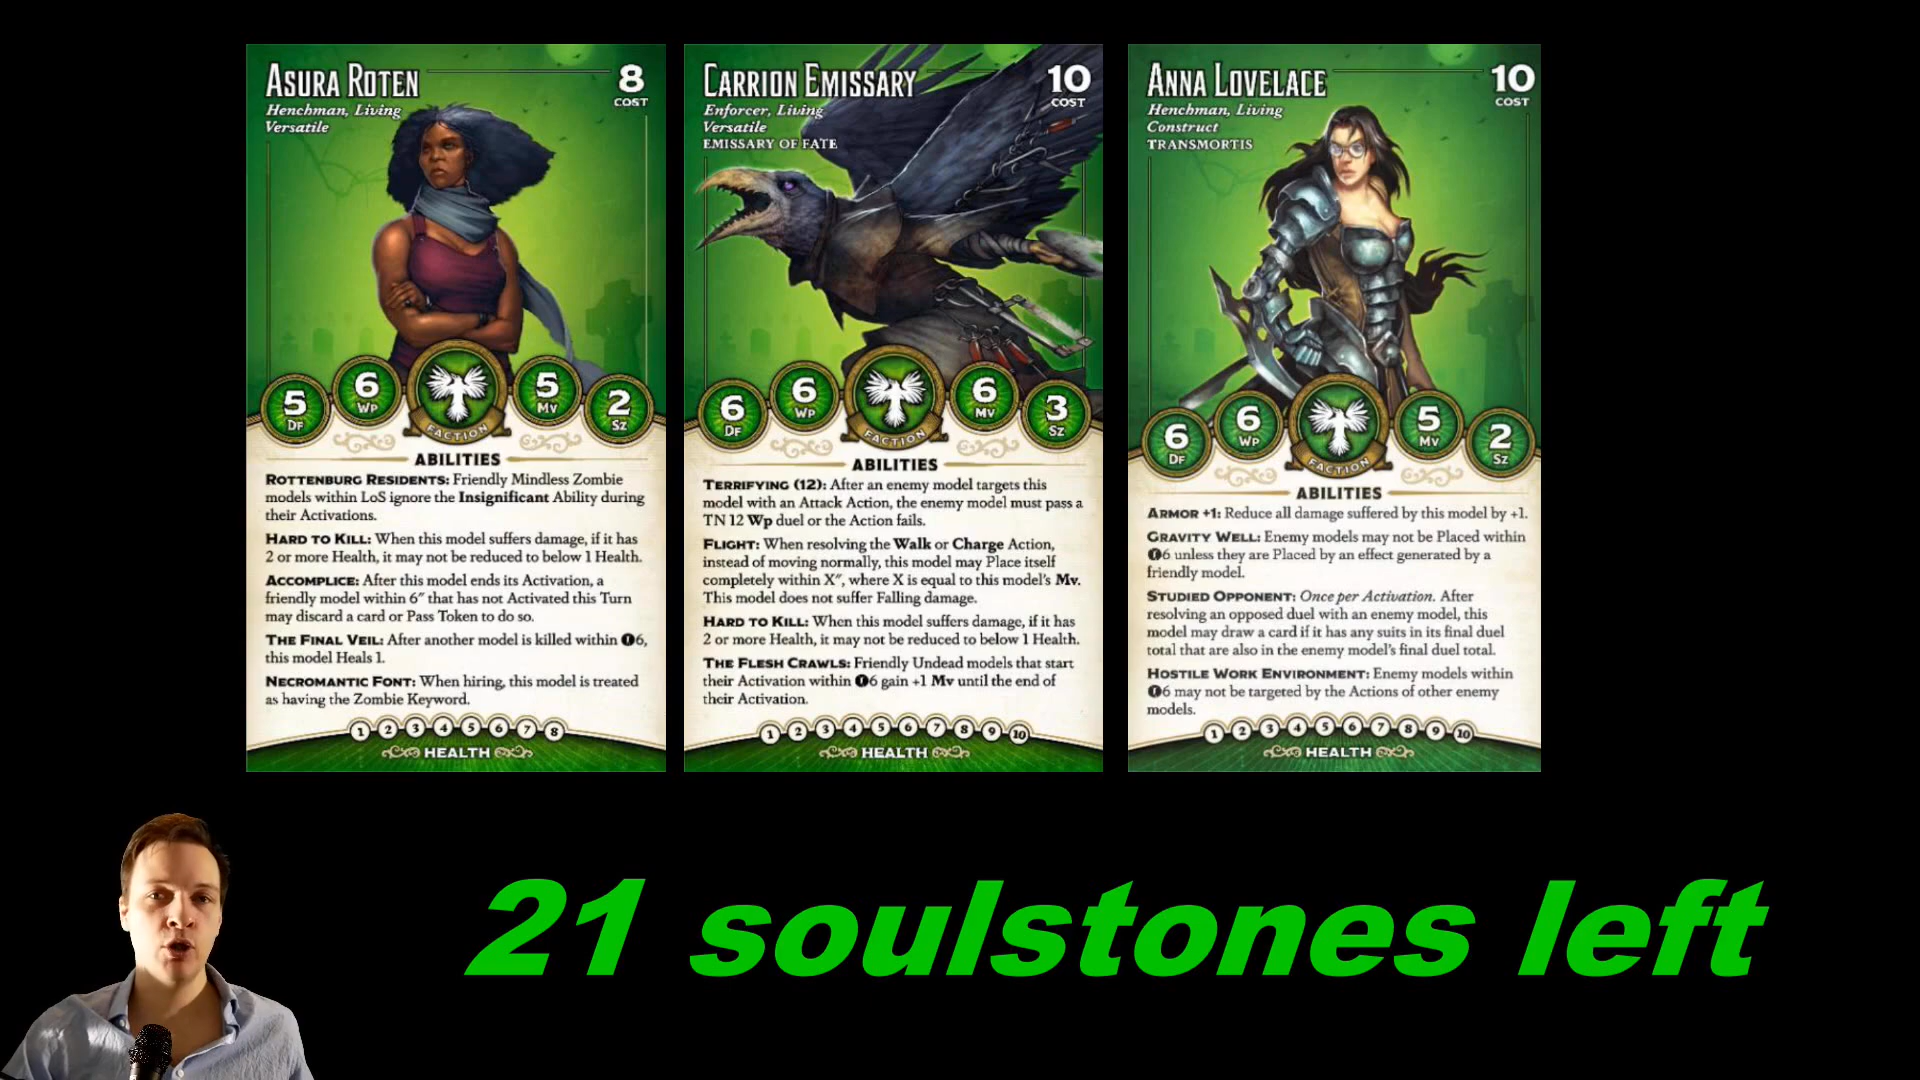 ASURA ROTEN
8
COST
Henchman, Living
Versatile
5
DF
6
WP
FACTION
5
MV
2
SZ
ABILITIES
ROTTENBURG RESIDENTS: Friendly Mindless Zombie
models within LoS ignore the Insignificant Ability during
their Activations.
HARD TO KILL: When this model suffers damage, if it has
2 or more Health, it may not be reduced to below 1 Health.
ACCOMPLICE: After this model ends its Activation, a
friendly model within 6" that has not Activated this Turn
may discard a card or Pass Token to do so.
THE FINAL VEIL: After another model is killed within 6,
this model Heals 1.
NECROMANTIC FONT: When hiring, this model is treated
as having the Zombie Keyword.
1 2 3 4 5 6 7 8
HEALTH
CARRION EMISSARY
10
COST
Enforcer, Living
Versatile
EMISSARY OF FATE
6
DF
6
WP
FACTION
6
MV
3
SZ
ABILITIES
TERRIFYING (12): After an enemy model targets this
model with an Attack Action, the enemy model must pass a
TN 12 Wp duel or the Action fails.
FLIGHT: When resolving the Walk or Charge Action,
instead of moving normally, this model may Place itself
completely within X", where X is equal to this model's Mv.
This model does not suffer Falling damage.
HARD TO KILL: When this model suffers damage, if it has
2 or more Health, it may not be reduced to below 1 Health.
THE FLESH CRAWLS: Friendly Undead models that start
their Activation within 6 gain +1 Mv until the end of
their Activation.
1 2 3 4 5 6 7 8 9 10
HEALTH
ANNA LOVELACE
10
COST
Henchman, Living
Construct
TRANSMORTIS
6
DF
6
WP
FACTION
5
MV
2
SZ
ABILITIES
ARMOR +1: Reduce all damage suffered by this model by +1.
GRAVITY WELL: Enemy models may not be Placed within
6 unless they are Placed by an effect generated by a
friendly model.
STUDIED OPPONENT: Once per Activation. After
resolving an opposed duel with an enemy model, this
model may draw a card if it has any suits in its final duel
total that are also in the enemy model's final duel total.
HOSTILE WORK ENVIRONMENT: Enemy models within
6 may not be targeted by the Actions of other enemy
models.
1 2 3 4 5 6 7 8 9 10
HEALTH
21 soulstones left